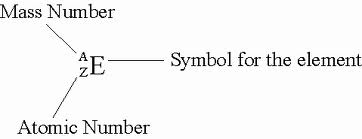 Mass Number
A
Z E Symbol for the element
Atomic Number